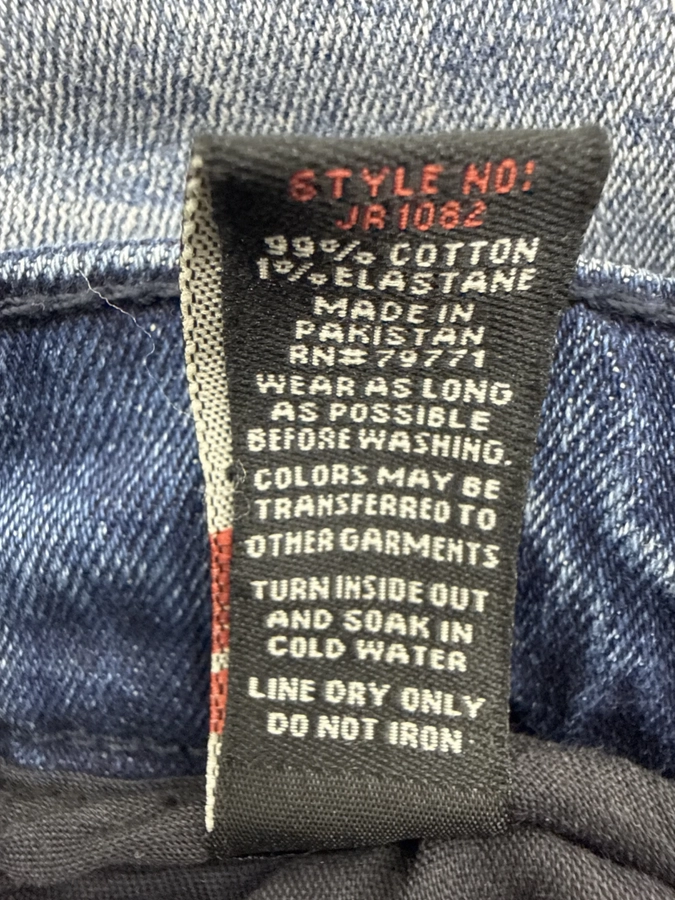 STYLE NO:
JR1082
99% COTTON
1% ELASTANE
MADE IN
PAKISTAN
RN# 79771
WEAR AS LONG
AS POSSIBLE
BEFORE WASHING.
COLORS MAY BE
TRANSFERRED TO
OTHER GARMENTS
TURN INSIDE OUT
AND SOAK IN
COLD WATER
LINE DRY ONLY
DO NOT IRON